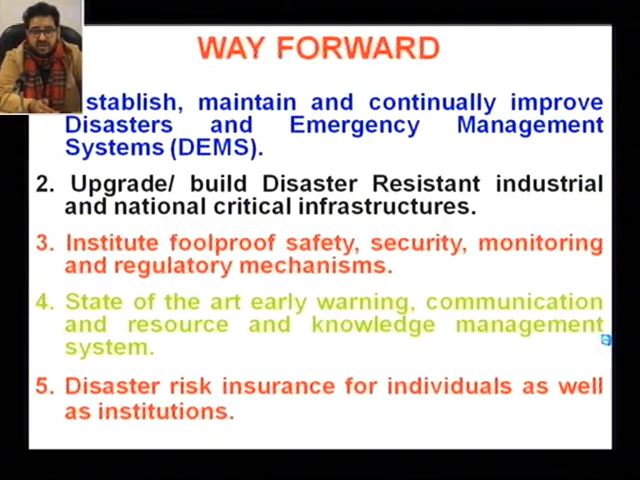 WAY FORWARD
stablish, maintain and continually improve
Disasters and Emergency Management
Systems (DEMS).
2. Upgrade/ build Disaster Resistant industrial
and national critical infrastructures.
3. Institute foolproof safety, security, monitoring
and regulatory mechanisms.
4. State of the art early warning, communication
and resource and knowledge management
system.
5. Disaster risk insurance for individuals as well
as institutions.